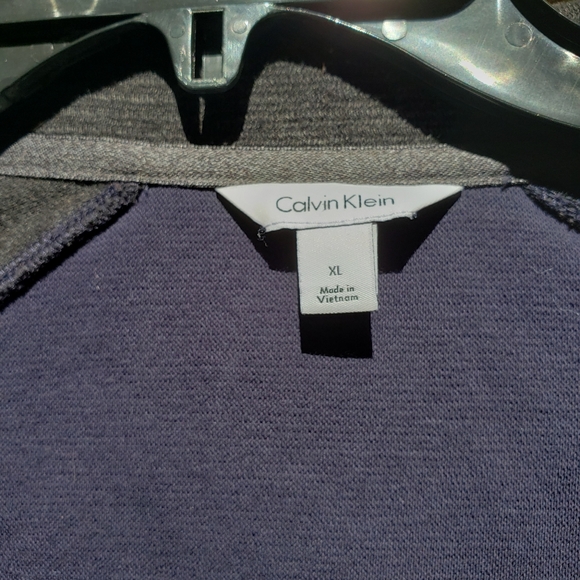 Calvin Klein
XL
Made in
Vietnam